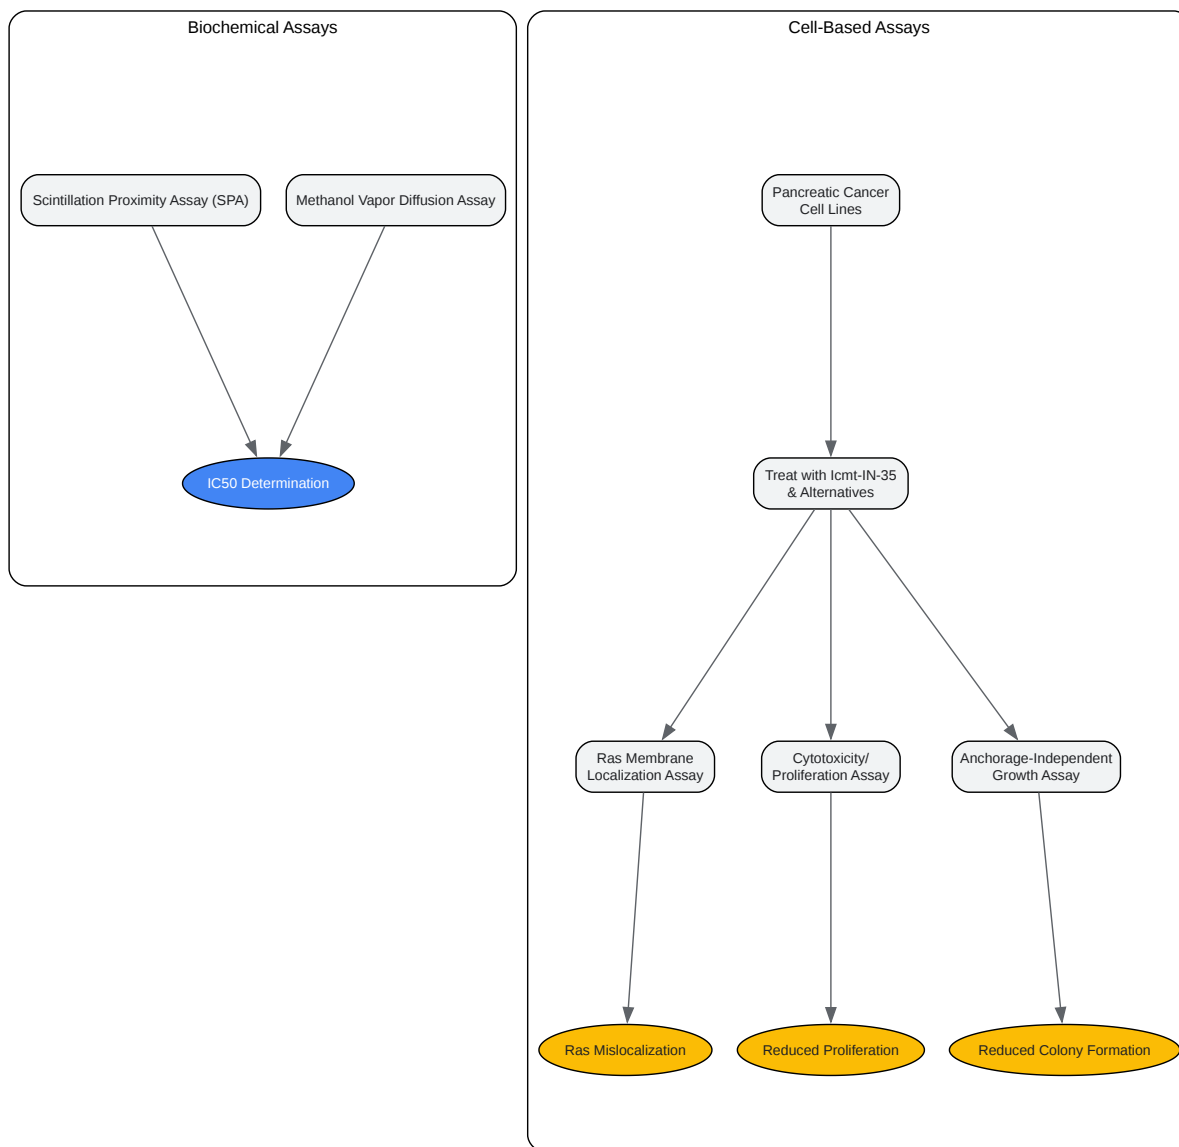 Biochemical Assays
Scintillation Proximity Assay (SPA)
Methanol Vapor Diffusion Assay
IC50 Determination
Cell-Based Assays
Pancreatic Cancer
Cell Lines
Treat with Icmt-IN-35
& Alternatives
Ras Membrane
Localization Assay
Cytotoxicity/
Proliferation Assay
Anchorage-Independent
Growth Assay
Ras Mislocalization
Reduced Proliferation
Reduced Colony Formation